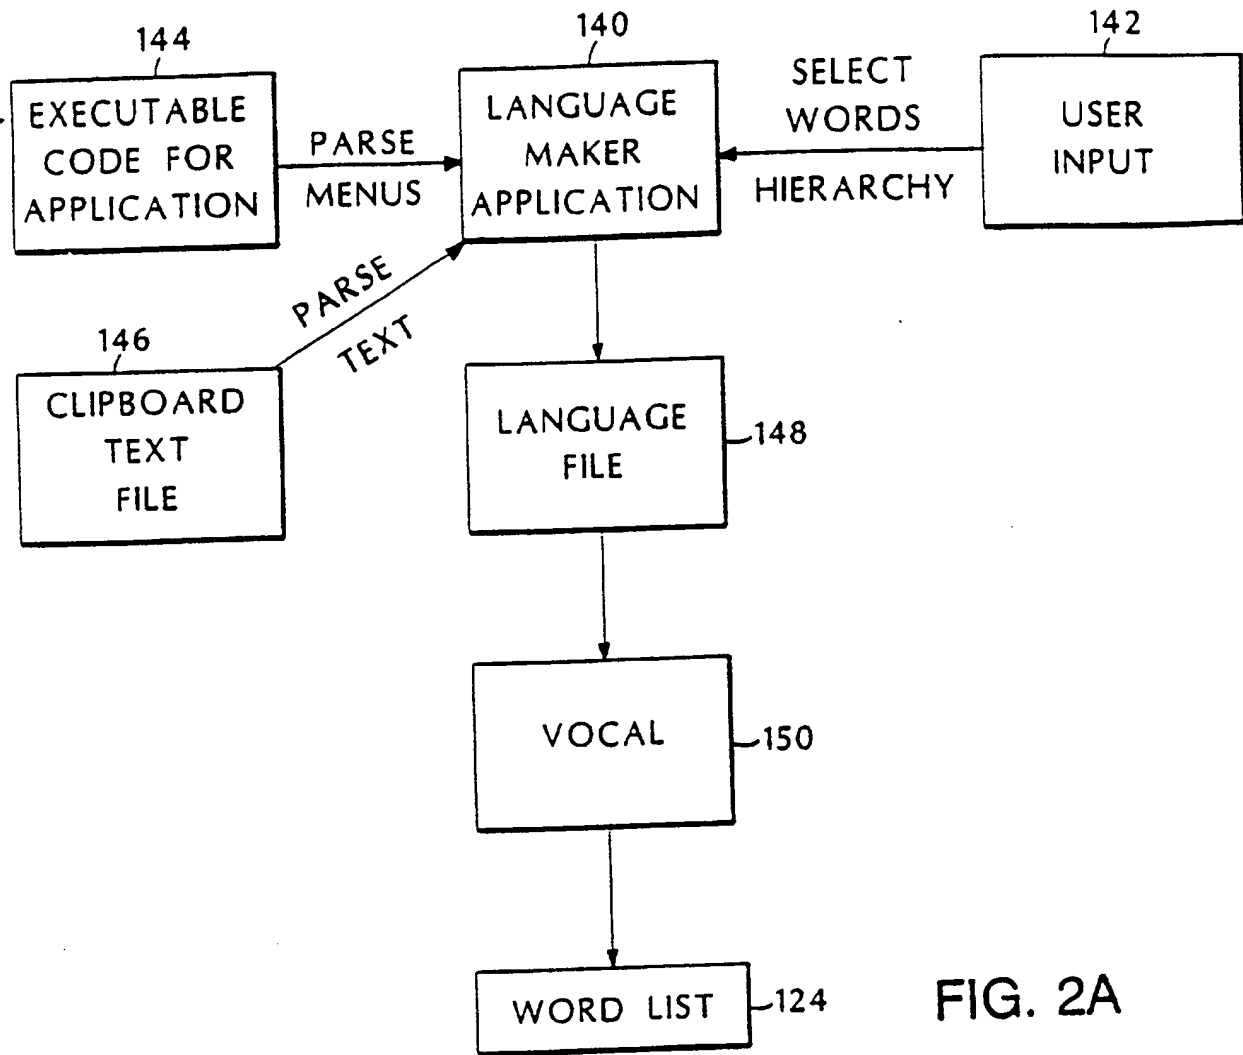 144
EXECUTABLE
CODE FOR
APPLICATION
PARSE
MENUS
140
LANGUAGE
MAKER
APPLICATION
SELECT
WORDS
HIERARCHY
142
USER
INPUT
PARSE
TEXT
146
CLIPBOARD
TEXT
FILE
LANGUAGE
FILE
148
VOCAL
150
WORD LIST
124
FIG. 2A